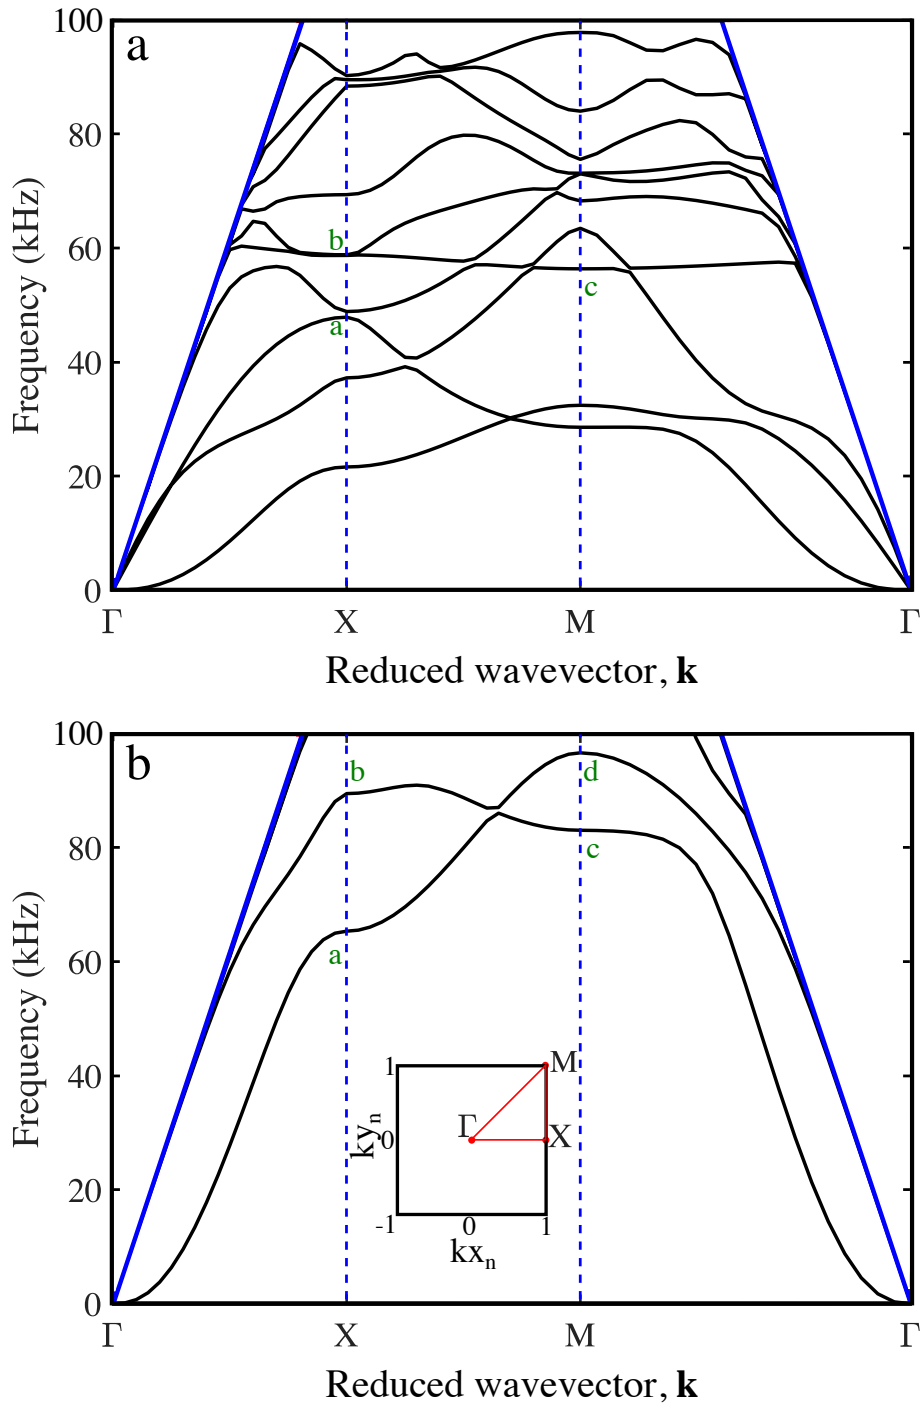 100
a
80
60
40
20
0
b
a
c
Frequency (kHz)
Γ X M Γ
Reduced wavevector, k
100
b
80
60
40
20
0
b
d
c
a
Frequency (kHz)
1
M
ky_n
0
Γ
X
-1
0
1
kx_n
Γ X M Γ
Reduced wavevector, k